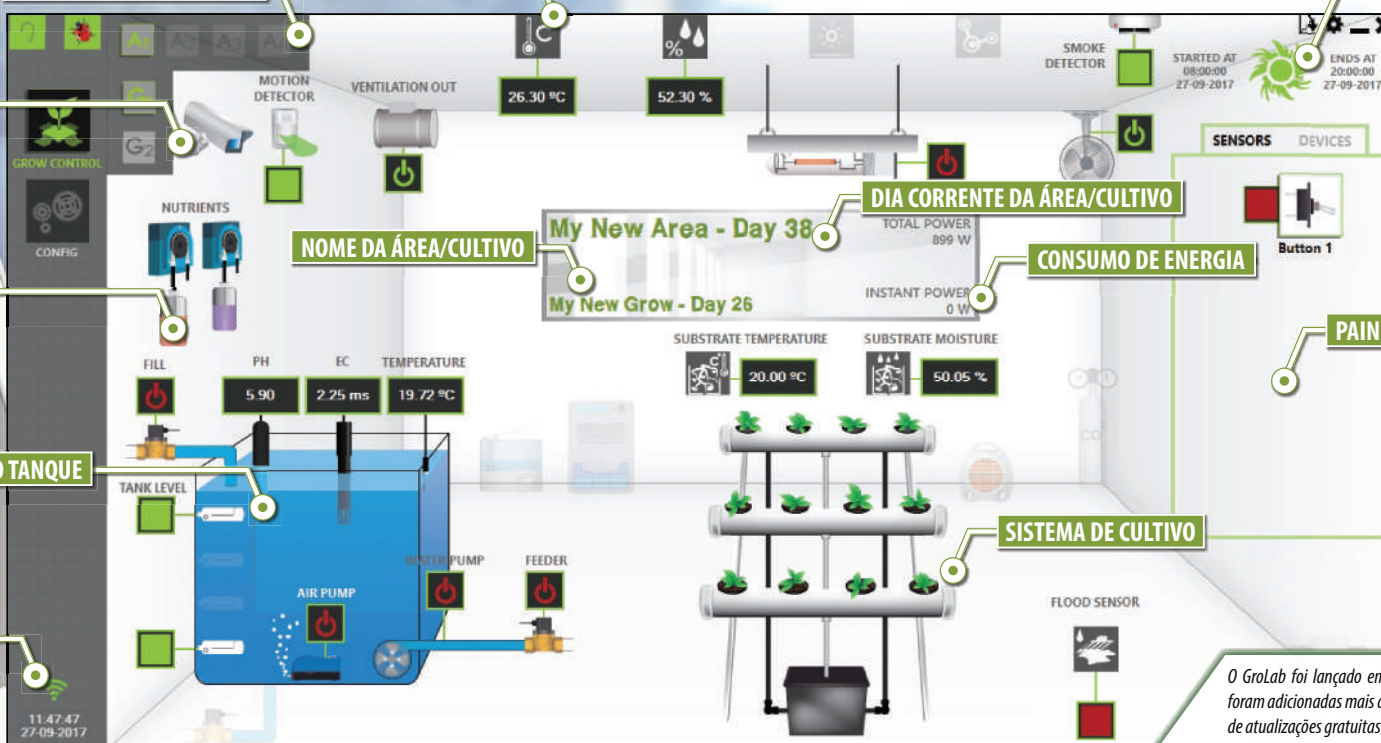 A1 A2 A3
C
%
SMOKE
DETECTOR
STARTED AT
08:00:00
27-09-2017
ENDS AT
20:00:00
27-09-2017
MOTION
DETECTOR
VENTILATION OUT
26.30 ºC
52.30 %
GROW CONTROL
G2
SENSORS DEVICES
NUTRIENTS
CONFIG
Button 1
DIA CORRENTE DA ÁREA/CULTIVO
My New Area - Day 38
TOTAL POWER
899 W
NOME DA ÁREA/CULTIVO
CONSUMO DE ENERGIA
INSTANT POWER
0 W
My New Grow - Day 26
PAIN
SUBSTRATE TEMPERATURE
SUBSTRATE MOISTURE
C
20.00 ºC
50.05 %
FILL
PH
EC
TEMPERATURE
5.90
2.25 ms
19.72 ºC
CO
O TANQUE
TANK LEVEL
SISTEMA DE CULTIVO
WATER PUMP
FEEDER
AIR PUMP
FLOOD SENSOR
O GroLab foi lançado em
foram adicionadas mais d
de atualizações gratuitas
11:47:47
27-09-2017